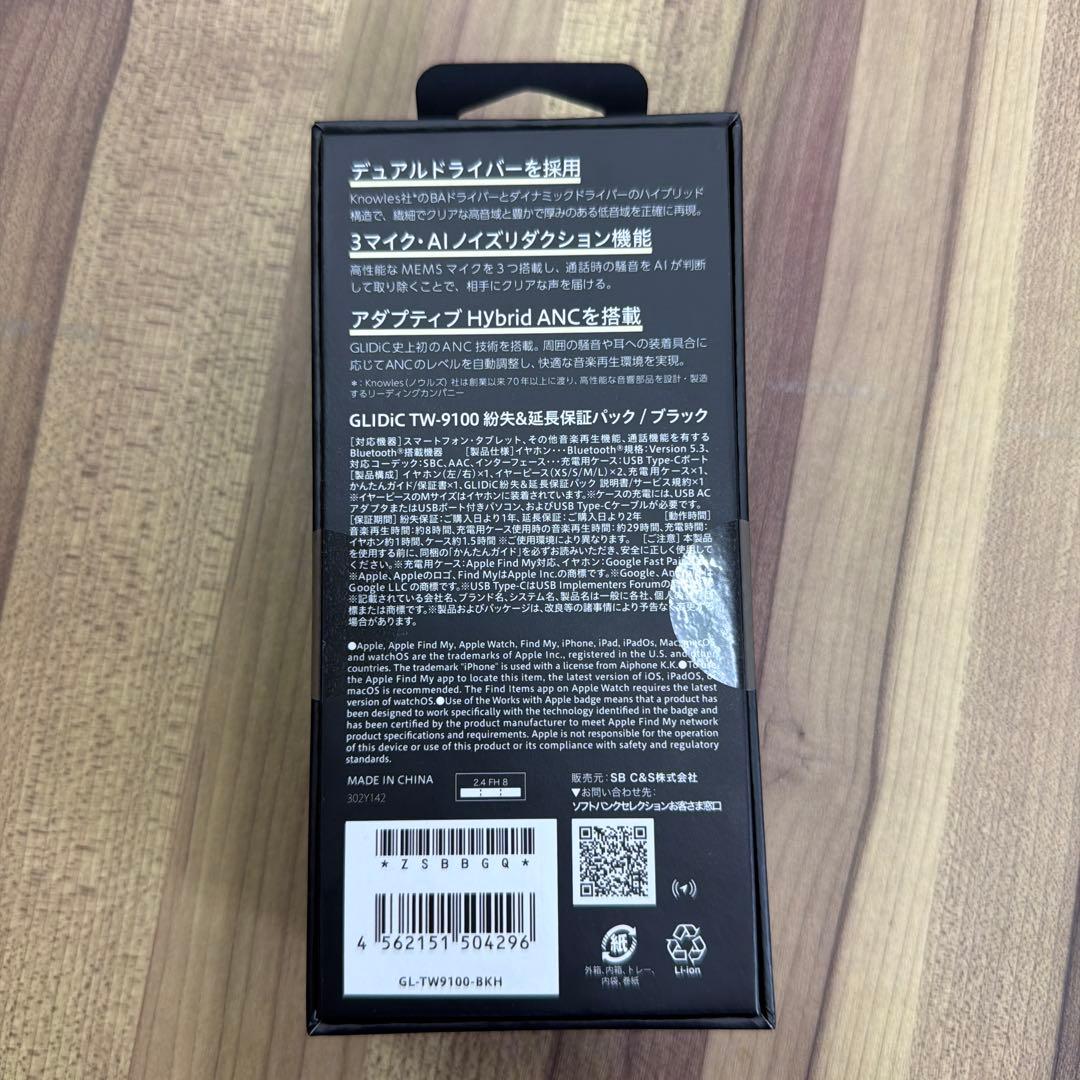 デュアルドライバーを採用
Knowles社*のBAドライバーとダイナミックドライバーのハイブリッド
構造で、繊細でクリアな高音域と豊かで厚みのある低音域を正確に再現。
3マイク・AIノイズリダクション機能
高性能な MEMS マイクを3つ搭載し、通話時の騒音をAIが判断
して取り除くことで、相手にクリアな声を届ける。
アダプティブ Hybrid ANCを搭載
GLIDiC史上初のANC 技術を搭載。周囲の騒音や耳への装着具合に
応じてANCのレベルを自動調整し、快適な音楽再生環境を実現。
*：Knowles(ノウルズ) 社は創業以来70年以上に渡り、高性能な音響部品を設計・製造
するリーディングカンパニー
GLIDiC TW-9100 紛失&延長保証パック / ブラック
[対応機器]スマートフォン・タブレット、その他音楽再生機能、通話機能を有する
Bluetooth®搭載機器 [製品仕様]イヤホン・・・Bluetooth®規格：Version 5.3、
対応コーデック：SBC、AAC、インターフェース・・・充電用ケース：USB Type-Cポート
[製品構成] イヤホン(左/右)×1、イヤーピース(XS/S/M/L)×2、充電用ケース×1、
かんたんガイド/保証書×1、GLIDiC紛失&延長保証パック 説明書/サービス規約×1
※イヤーピースのMサイズはイヤホンに装着されています。※ケースの充電には、USB AC
アダプタまたはUSBポート付きパソコン、およびUSB Type-Cケーブルが必要です。
[保証期間] 紛失保証：ご購入日より1年、延長保証：ご購入日より2年 [動作時間]
音楽再生時間：約8時間、充電用ケース使用時の音楽再生時間：約29時間、充電時間：
イヤホン約1時間、ケース約1.5時間 ※ご使用環境により異なります。 [ご注意] 本製品
を使用する前に、同梱の「かんたんガイド」を必ずお読みいただき、安全に正しく使用して
ください。※充電用ケース：Apple Find My対応、イヤホン：Google Fast Pair
※Apple、Appleのロゴ、Find MyはApple Inc.の商標です。※Google、
Google LLC の商標です。※USB Type-CはUSB Implementers Forumの
※記載されている会社名、ブランド名、システム名、製品名は一般に各社、個人の
標または商標です。※製品およびパッケージは、改良等の諸事情により予告なく変更する
場合があります。
●Apple, Apple Find My, Apple Watch, Find My, iPhone, iPad, iPadOs, Mac, macOS
and watchOS are the trademarks of Apple Inc., registered in the U.S. and other
countries. The trademark "iPhone" is used with a license from Aiphone K.K.●To use
the Apple Find My app to locate this item, the latest version of iOS, iPadOS, or
macOS is recommended. The Find Items app on Apple Watch requires the latest
version of watchOS.●Use of the Works with Apple badge means that a product has
been designed to work specifically with the technology identified in the badge and
has been certified by the product manufacturer to meet Apple Find My network
product specifications and requirements. Apple is not responsible for the operation
of this device or use of this product or its compliance with safety and regulatory
standards.
MADE IN CHINA
302Y142
2.4 FH 8
販売元：SB C&S株式会社
▼お問い合わせ先：
ソフトバンクセレクションお客さま窓口
*ZSBBGQ*
4 562151 504296
GL-TW9100-BKH
紙
外箱、内箱、トレー、
内袋、巻紙
Li-ion